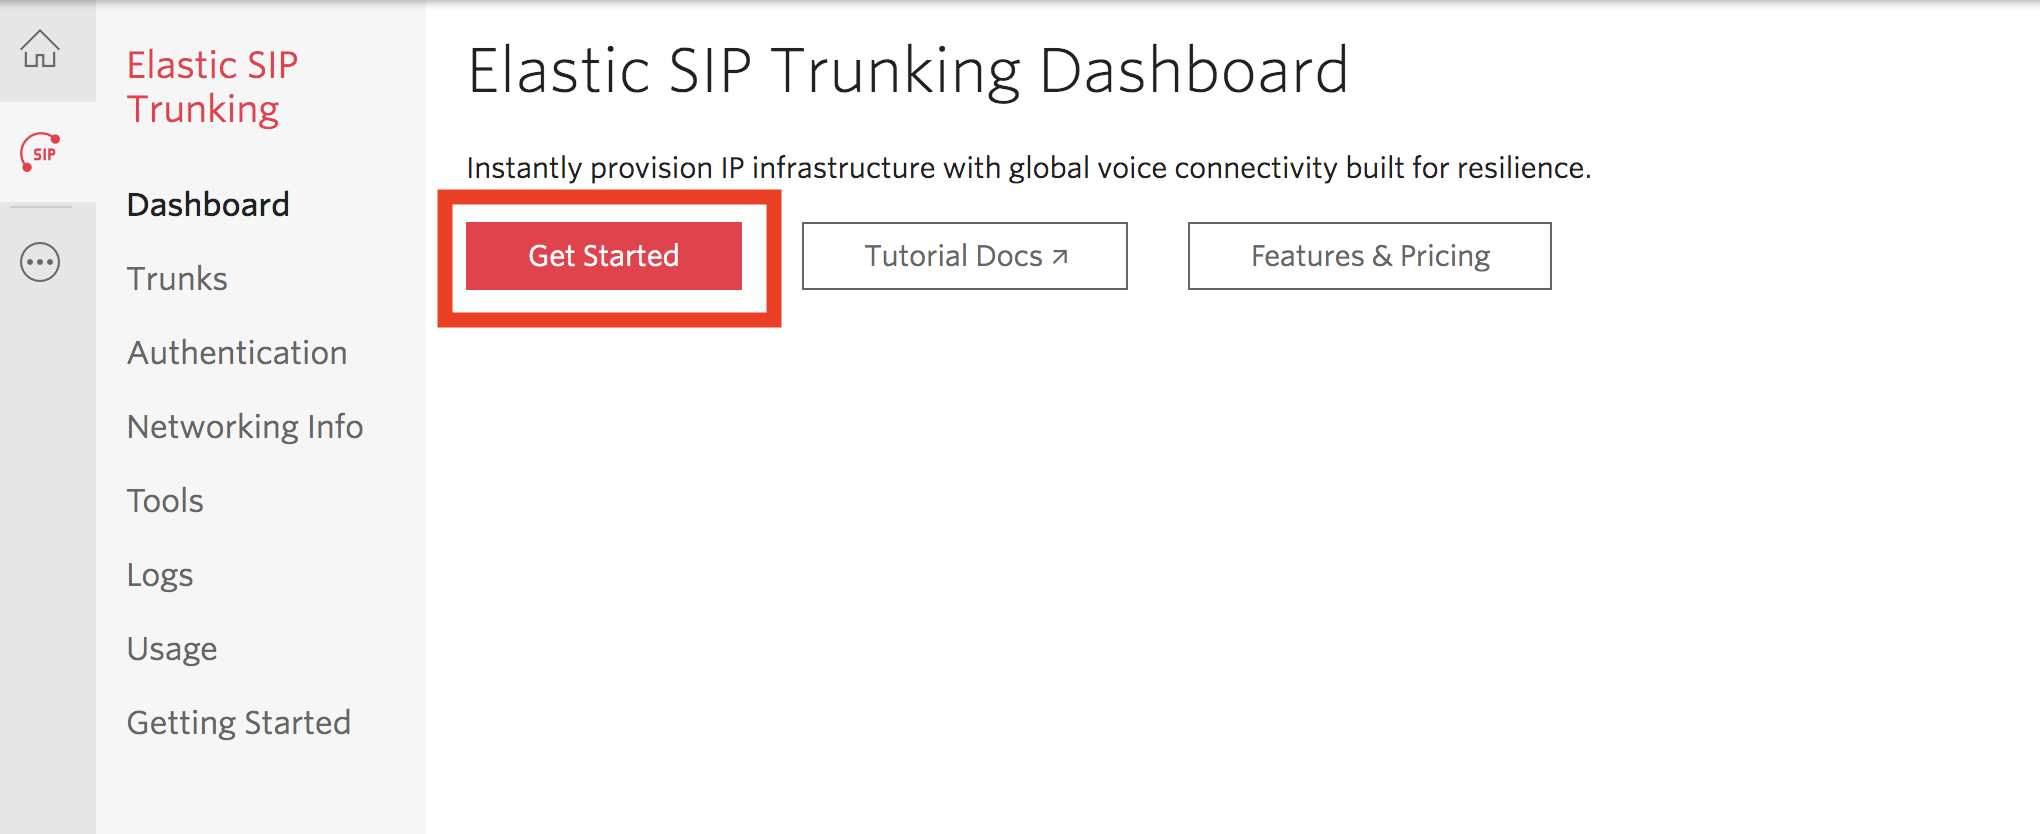 Elastic SIP
Trunking
SIP
Dashboard
Trunks
Authentication
Networking Info
Tools
Logs
Usage
Getting Started
Elastic SIP Trunking Dashboard
Instantly provision IP infrastructure with global voice connectivity built for resilience.
Get Started
Tutorial Docs ↗
Features & Pricing